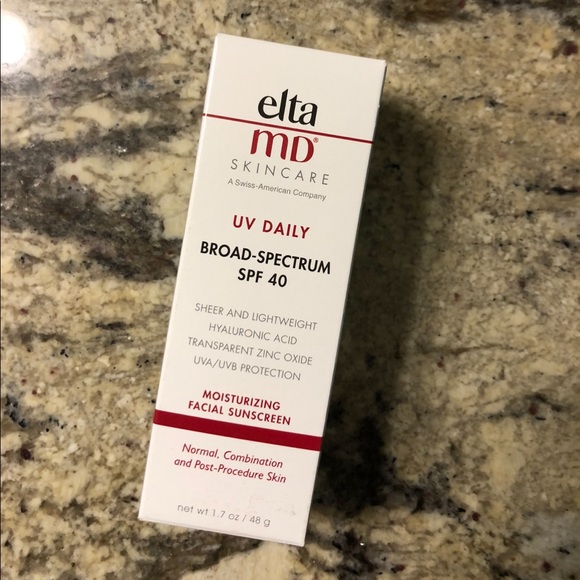 elta
MD®
SKINCARE
A Swiss-American Company
UV DAILY
BROAD-SPECTRUM
SPF 40
SHEER AND LIGHTWEIGHT
HYALURONIC ACID
TRANSPARENT ZINC OXIDE
UVA/UVB PROTECTION
MOISTURIZING
FACIAL SUNSCREEN
Normal, Combination
and Post-Procedure Skin
net wt 1.7 oz / 48 g